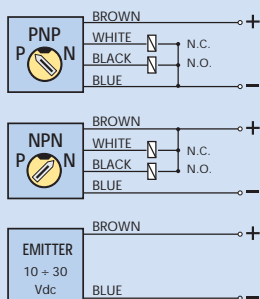 BROWN
PNP
WHITE
N.C.
P N
BLACK
N.O.
BLUE
+
−
BROWN
NPN
WHITE
N.C.
P N
BLACK
N.O.
BLUE
+
−
BROWN
EMITTER
10 ÷ 30
Vdc
BLUE
+
−